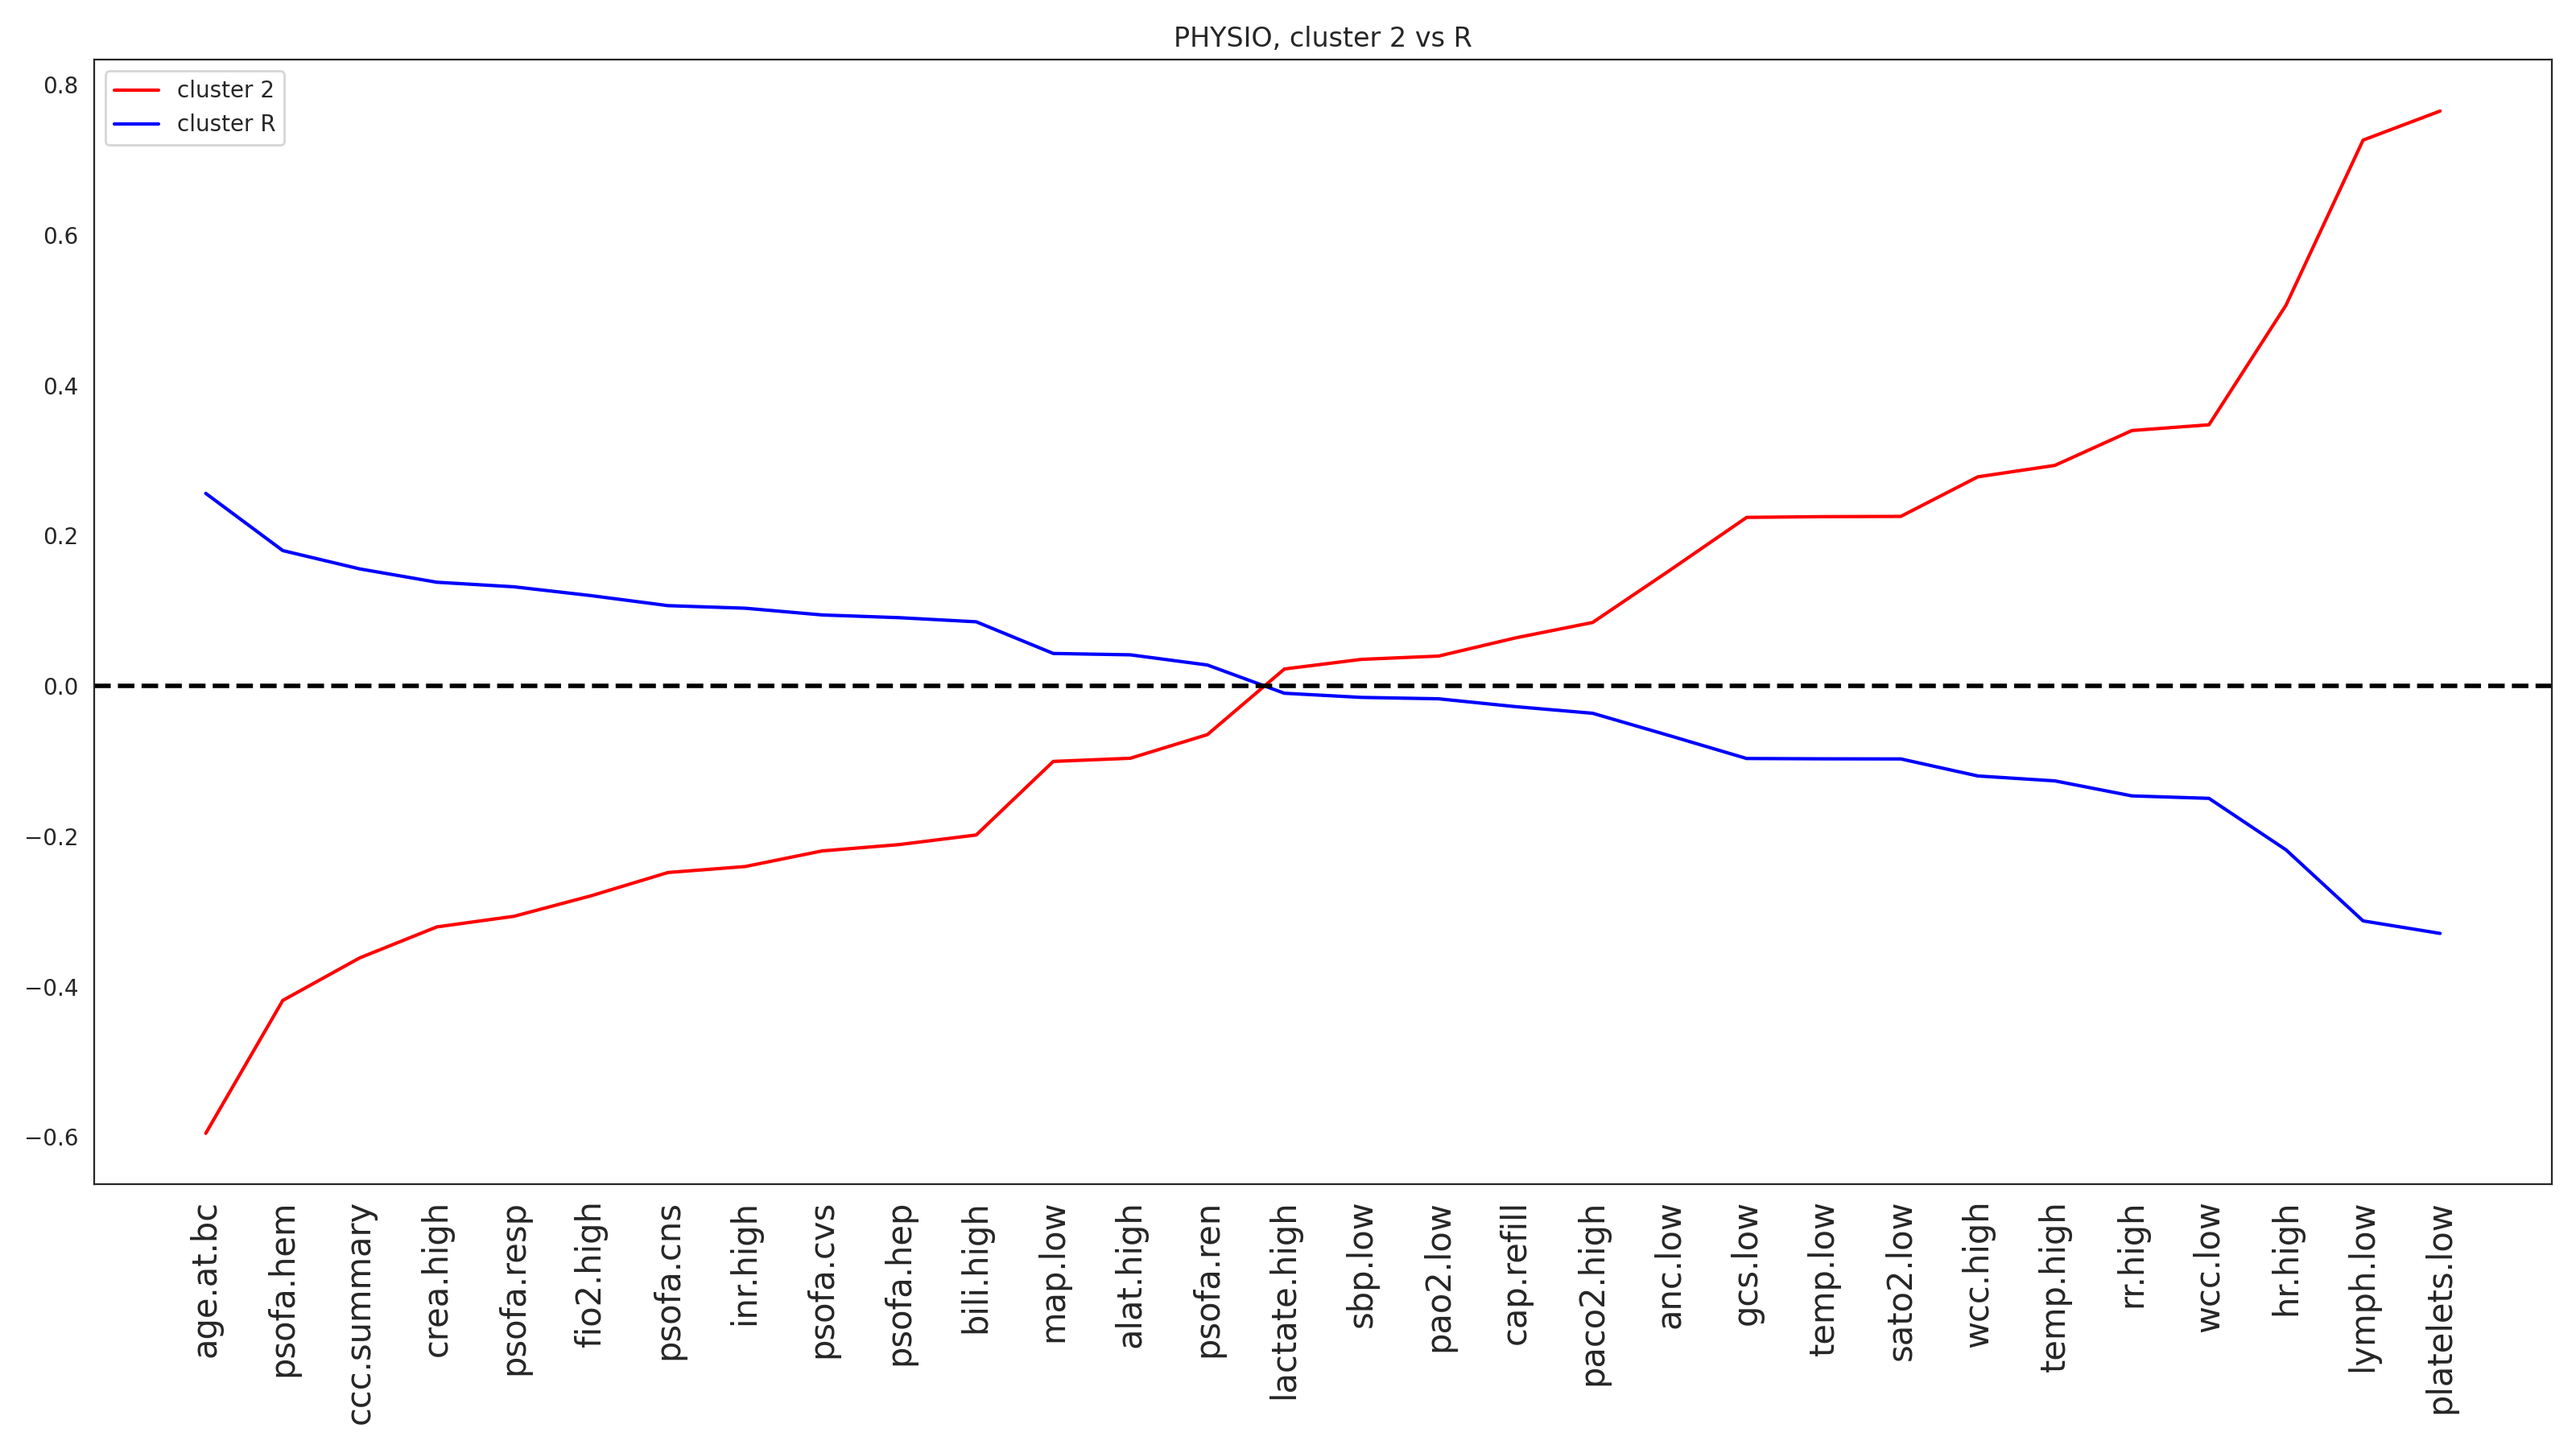 PHYSIO, cluster 2 vs R
cluster 2
cluster R
0.8
0.6
0.4
0.2
0.0
−0.2
−0.4
−0.6
age.at.bc
psofa.hem
ccc.summary
crea.high
psofa.resp
fio2.high
psofa.cns
inr.high
psofa.cvs
psofa.hep
bili.high
map.low
alat.high
psofa.ren
lactate.high
sbp.low
pao2.low
cap.refill
paco2.high
anc.low
gcs.low
temp.low
sato2.low
wcc.high
temp.high
rr.high
wcc.low
hr.high
lymph.low
platelets.low